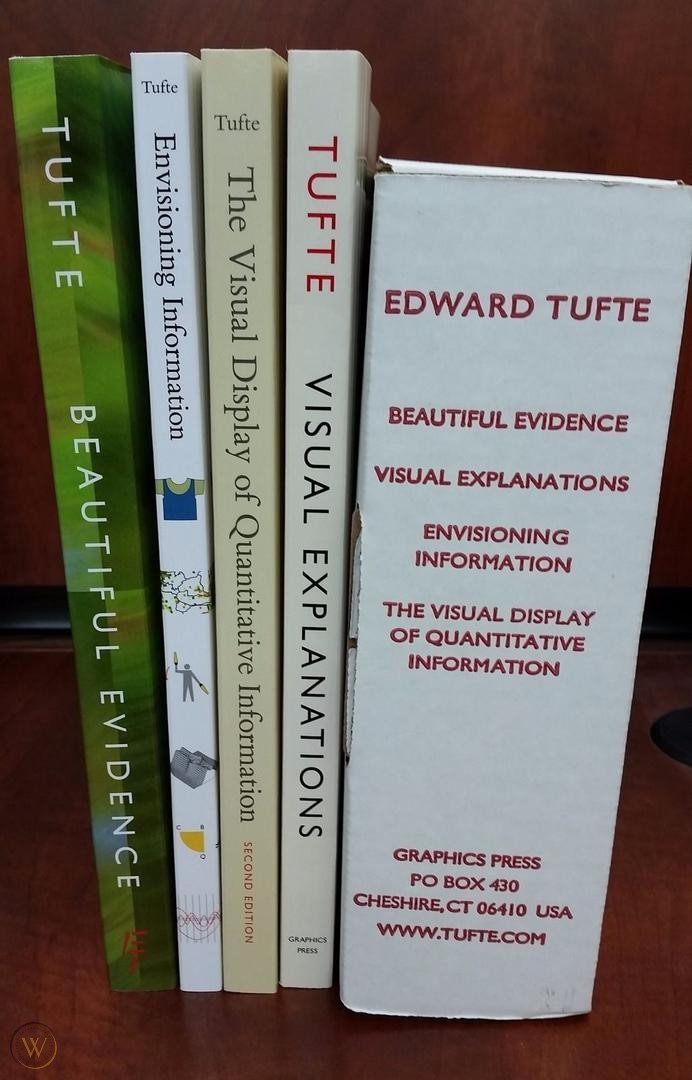 TUFTE
BEAUTIFUL EVIDENCE
Tufte
Envisioning Information
Tufte
The Visual Display of Quantitative Information
SECOND EDITION
TUFTE
VISUAL EXPLANATIONS
GRAPHICS
PRESS
EDWARD TUFTE
BEAUTIFUL EVIDENCE
VISUAL EXPLANATIONS
ENVISIONING
INFORMATION
THE VISUAL DISPLAY
OF QUANTITATIVE
INFORMATION
GRAPHICS PRESS
PO BOX 430
CHESHIRE, CT 06410 USA
WWW.TUFTE.COM
W